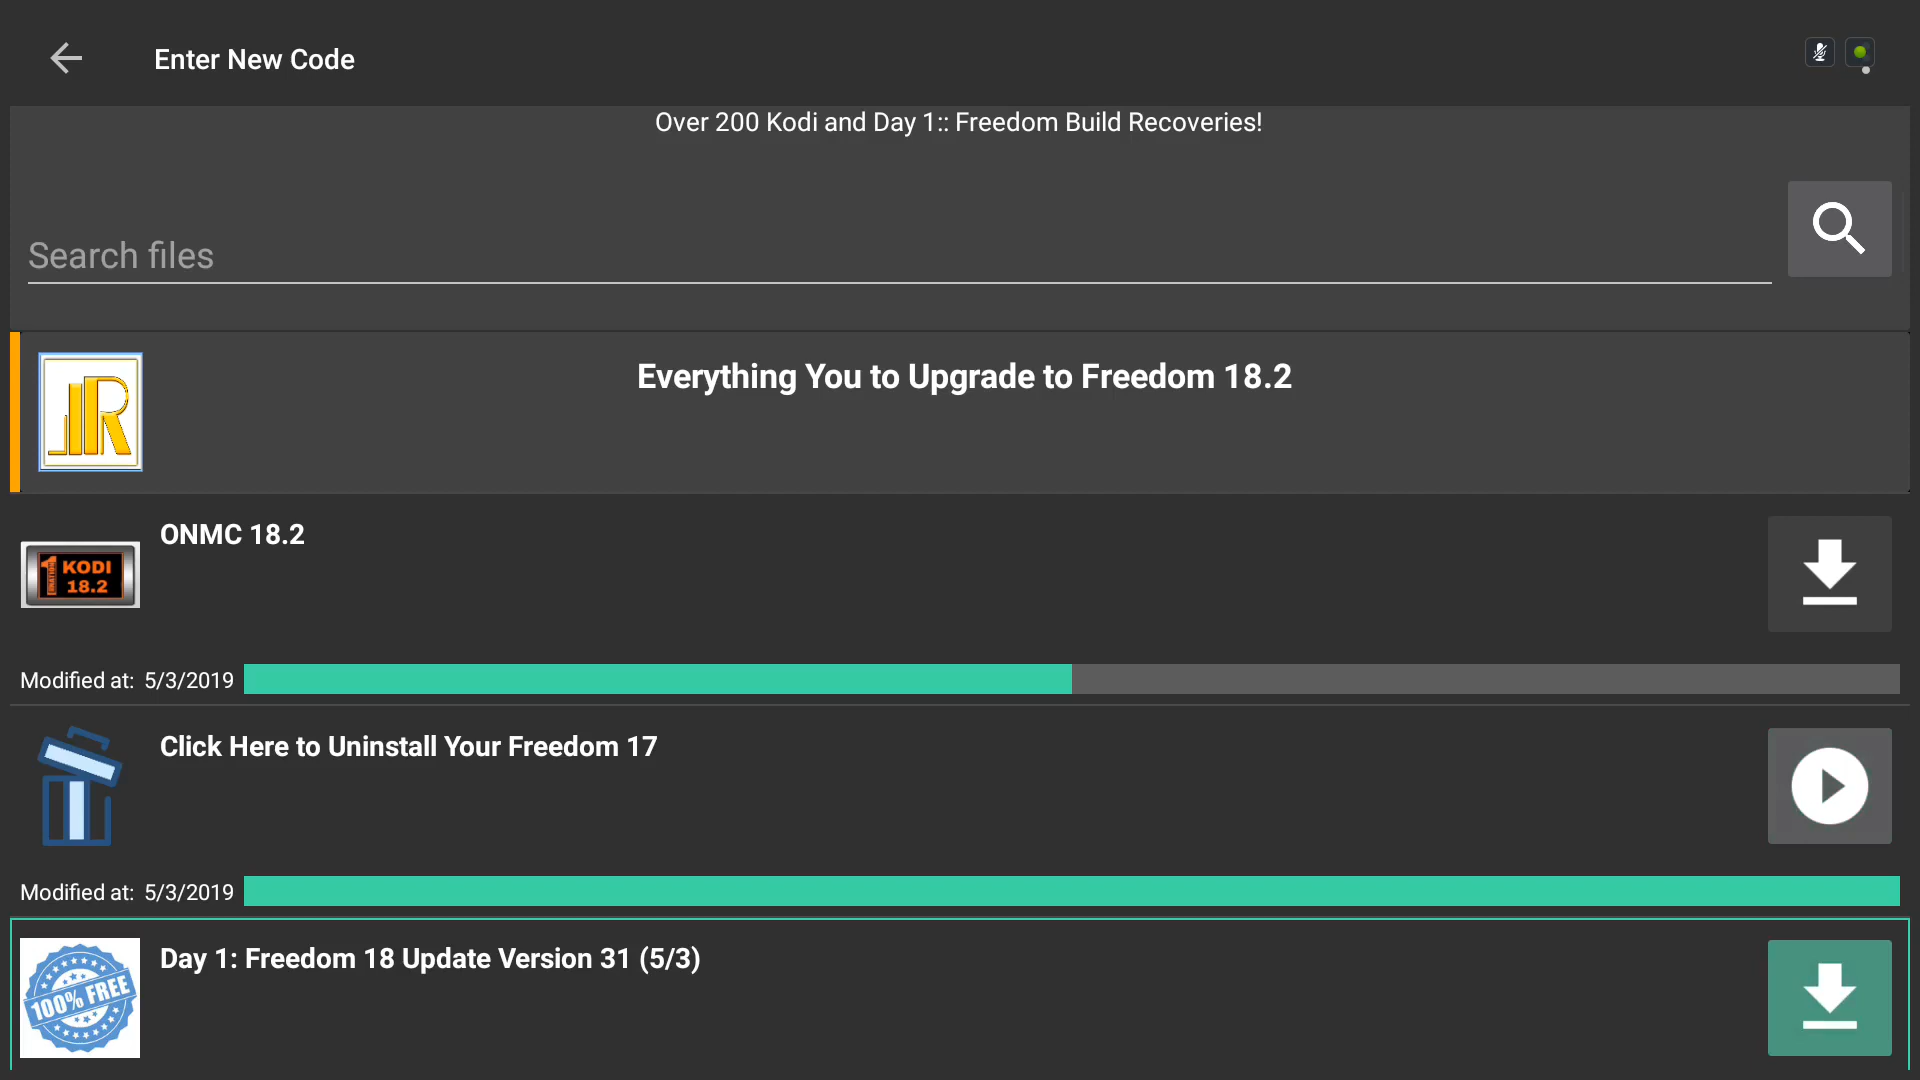 Enter New Code
Over 200 Kodi and Day 1:: Freedom Build Recoveries!
Search files
Everything You to Upgrade to Freedom 18.2
ONMC 18.2
1 NATION KODI
18.2
Modified at: 5/3/2019
Click Here to Uninstall Your Freedom 17
Modified at: 5/3/2019
Day 1: Freedom 18 Update Version 31 (5/3)
100% FREE